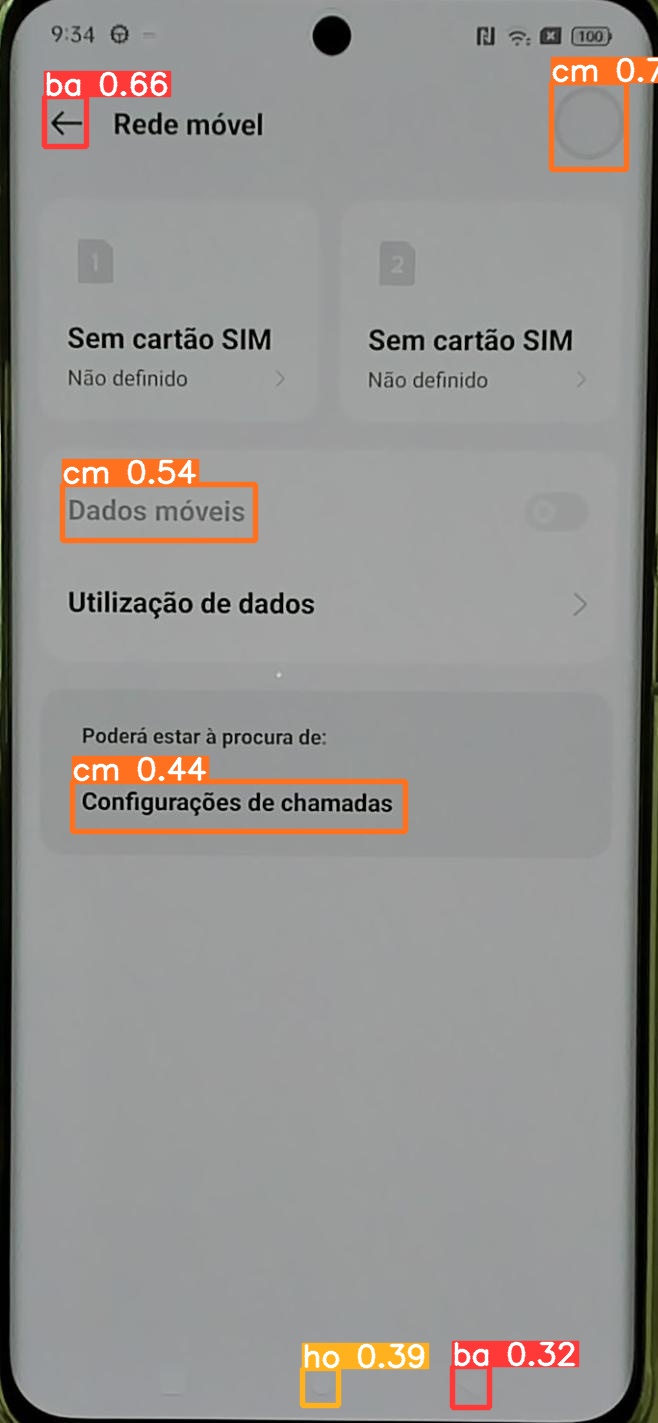 9:34
100
ba 0.66
cm 0.7
Rede móvel
1
2
Sem cartão SIM
Sem cartão SIM
Não definido
Não definido
cm 0.54
Dados móveis
Utilização de dados
Poderá estar à procura de:
cm 0.44
Configurações de chamadas
ho 0.39
ba 0.32